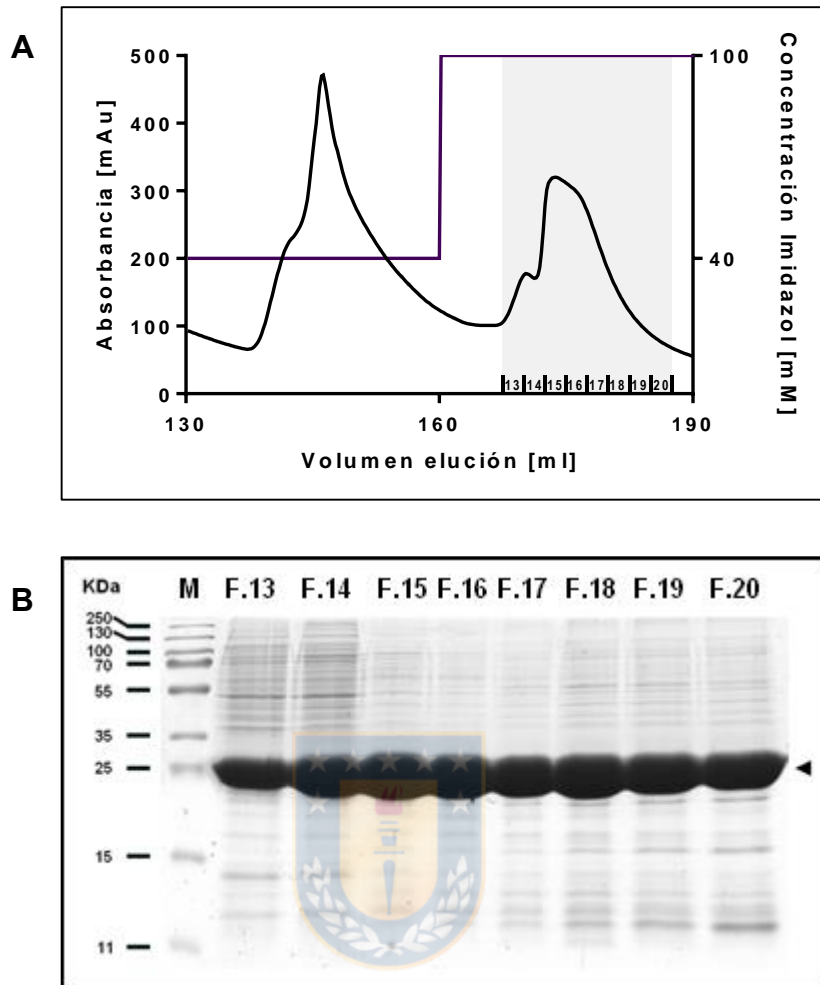 A
500
400
300
200
100
0
Absorbancia [mAu]
100
40
Concentración Imidazol [mM]
13 14 15 16 17 18 19 20
130 160 190
Volumen elución [ml]
B
KDa M F.13 F.14 F.15 F.16 F.17 F.18 F.19 F.20
250
130
100
70
55
35
25
15
11